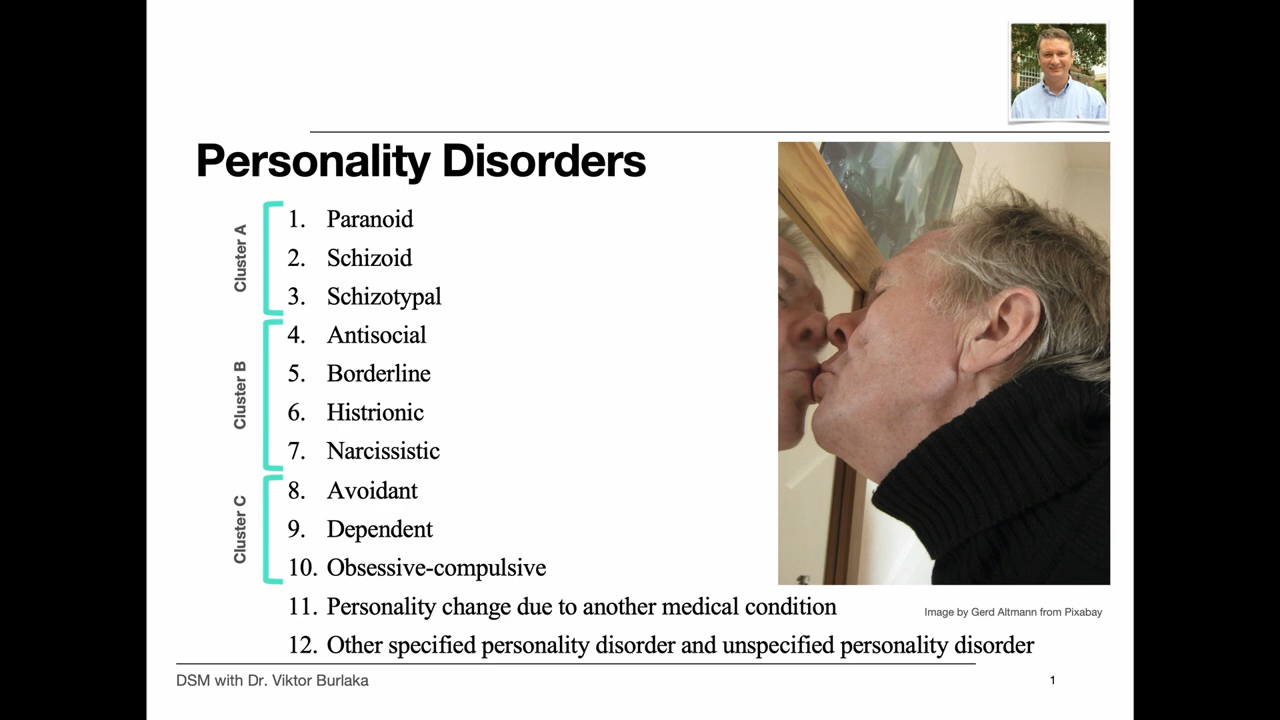 Personality Disorders
Cluster A
1. Paranoid
2. Schizoid
3. Schizotypal
Cluster B
4. Antisocial
5. Borderline
6. Histrionic
7. Narcissistic
Cluster C
8. Avoidant
9. Dependent
10. Obsessive-compulsive
11. Personality change due to another medical condition
Image by Gerd Altmann from Pixabay
12. Other specified personality disorder and unspecified personality disorder
DSM with Dr. Viktor Burlaka
1